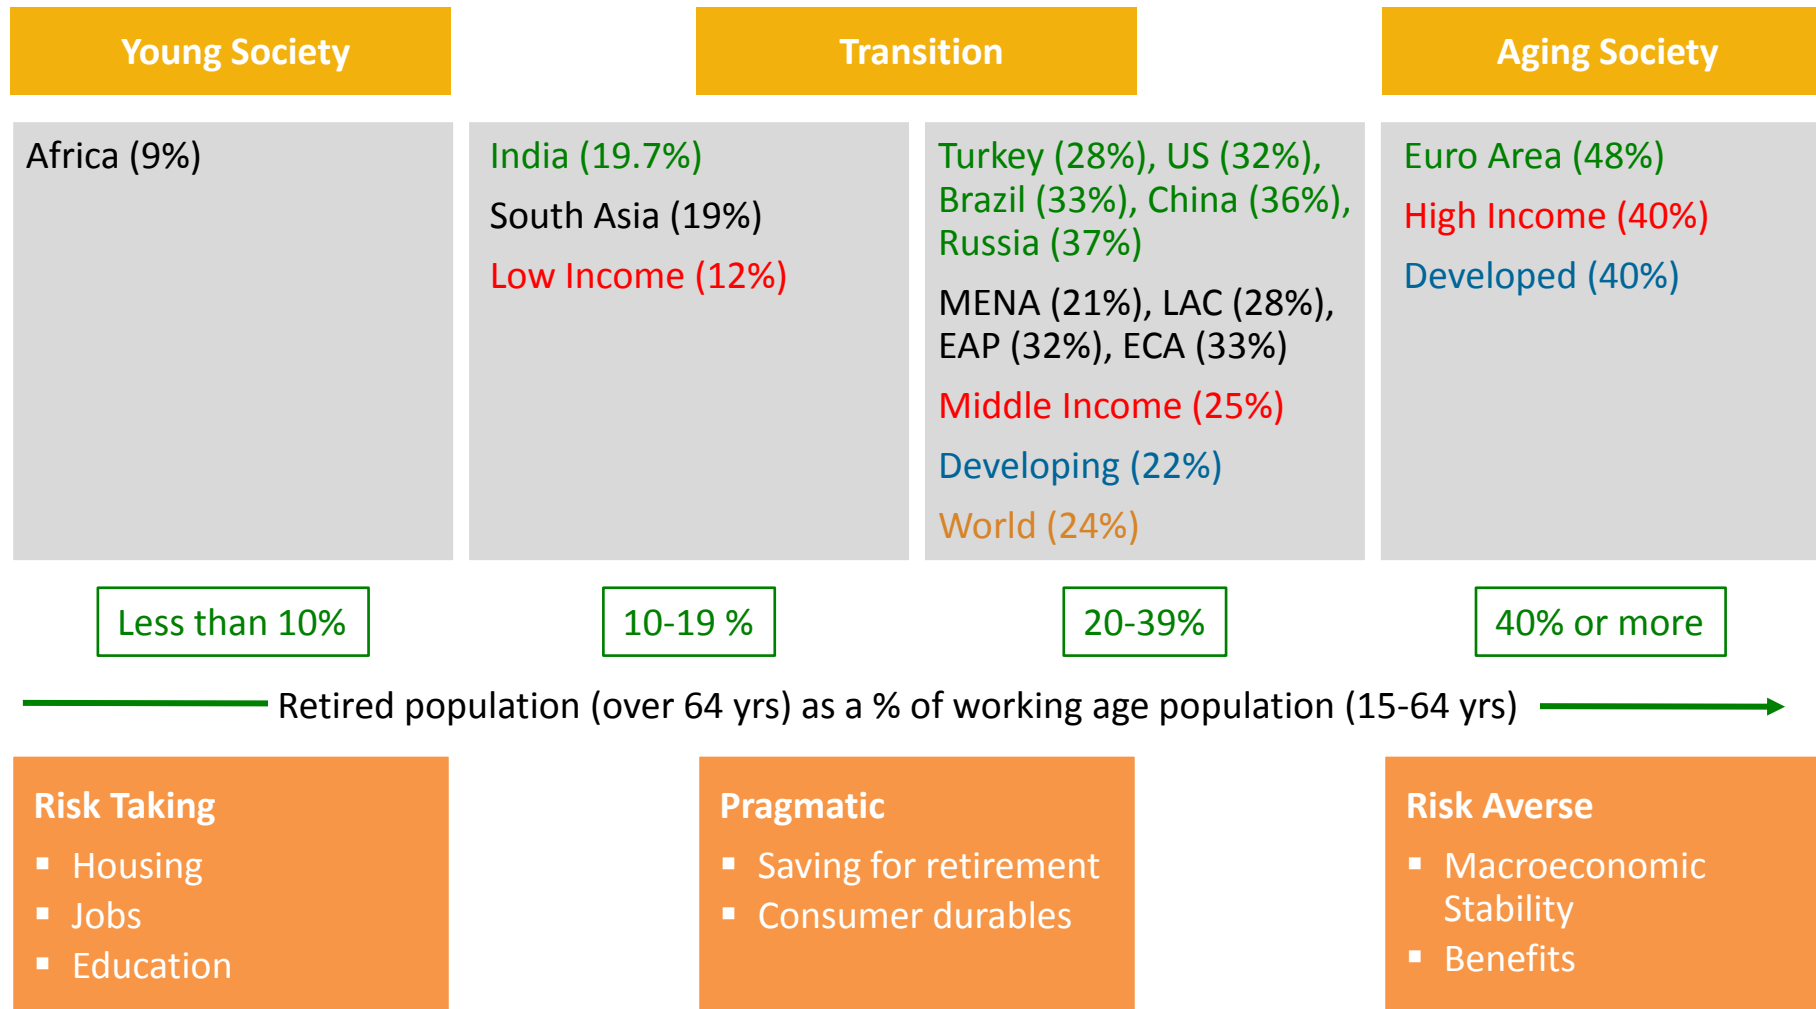 Young Society
Transition
Aging Society
Africa (9%)
India (19.7%)
South Asia (19%)
Low Income (12%)
Turkey (28%), US (32%),
Brazil (33%), China (36%),
Russia (37%)
MENA (21%), LAC (28%),
EAP (32%), ECA (33%)
Middle Income (25%)
Developing (22%)
World (24%)
Euro Area (48%)
High Income (40%)
Developed (40%)
Less than 10%
10-19 %
20-39%
40% or more
Retired population (over 64 yrs) as a % of working age population (15-64 yrs)
Risk Taking
▪ Housing
▪ Jobs
▪ Education
Pragmatic
▪ Saving for retirement
▪ Consumer durables
Risk Averse
▪ Macroeconomic
Stability
▪ Benefits